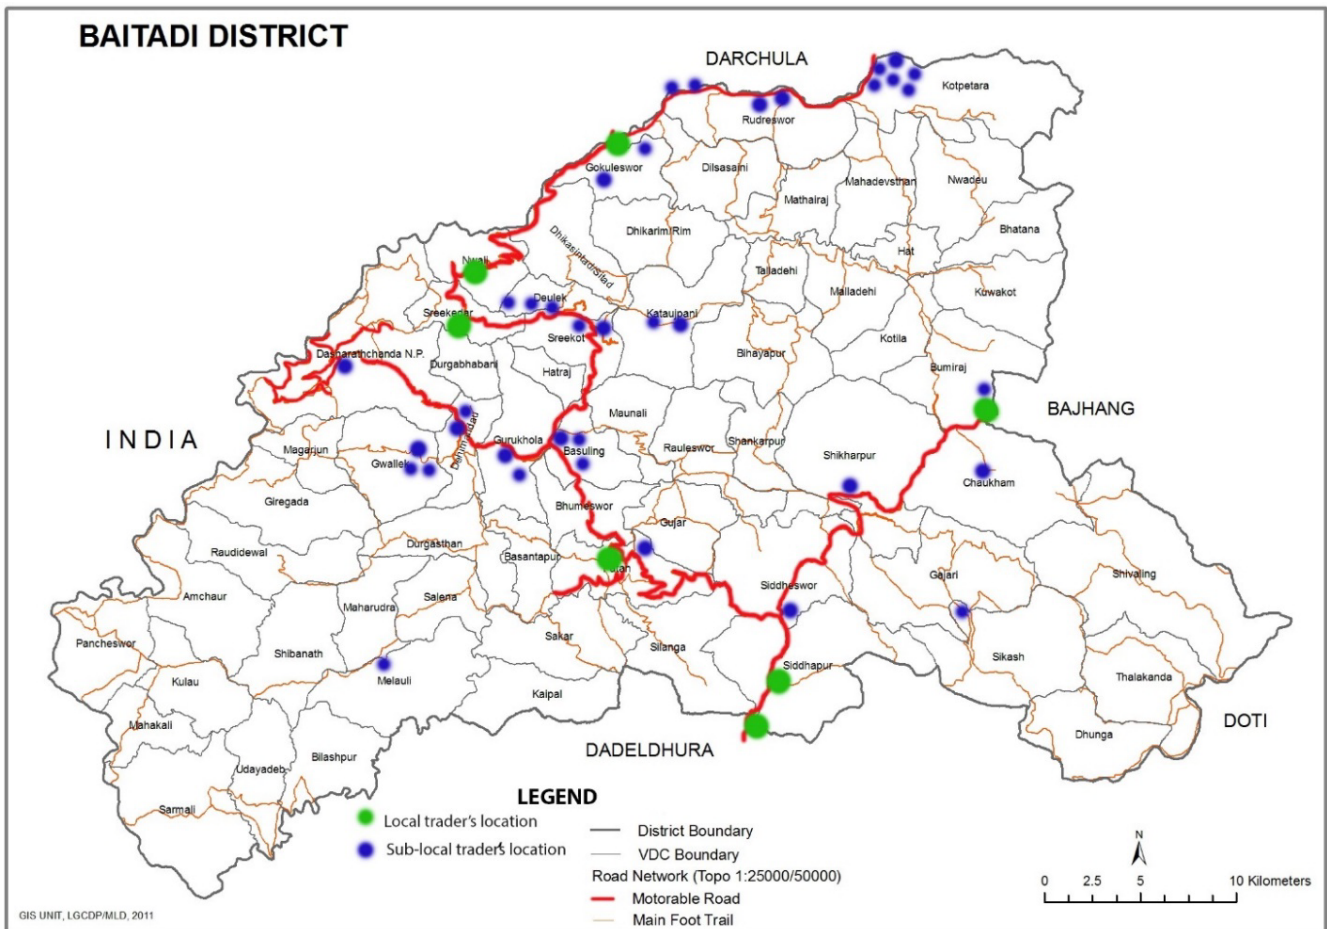 BAITADI DISTRICT
DARCHULA
Kotpetara
Rudreswor
Gokuleswor
Dilsasaini
Mahadevsthan
Nwadeu
Mathairaj
Bhatana
Dhikarim Rim
Dhikasintad/Sitad
Hat
Nwali
Talladehi
Malladehi
Kuwakot
Deulek
Sreekedar
Kataujpani
Sreekot
Kotila
Dasharathchanda N.P.
Durgabhabani
Hatraj
Bihayapur
Bumiraj
BAJHANG
INDIA
Maunali
Magarjun
Gurukhola
Basuling
Rauleswor
Shankarpur
Shikharpur
Gwallek
Chaukham
Giregada
Bhumeswor
Gujar
Raudidewal
Durgasthan
Basantapur
Siddheswor
Gajari
Shivaling
Amchaur
Maharudra
Salena
Pancheswor
Shibanath
Sakar
Silanga
Sikash
Siddhapur
Thalakanda
Kulau
Melauli
Kaipal
Mahakali
DOTI
Dhunga
DADELDHURA
Bilashpur
Udayadeb
Sarmali
LEGEND
Local trader's location
Sub-local trader's location
District Boundary
VDC Boundary
Road Network (Topo 1:25000/50000)
Motorable Road
Main Foot Trail
N
0 2.5 5 10 Kilometers
GIS UNIT, LGCDP/MLD, 2011